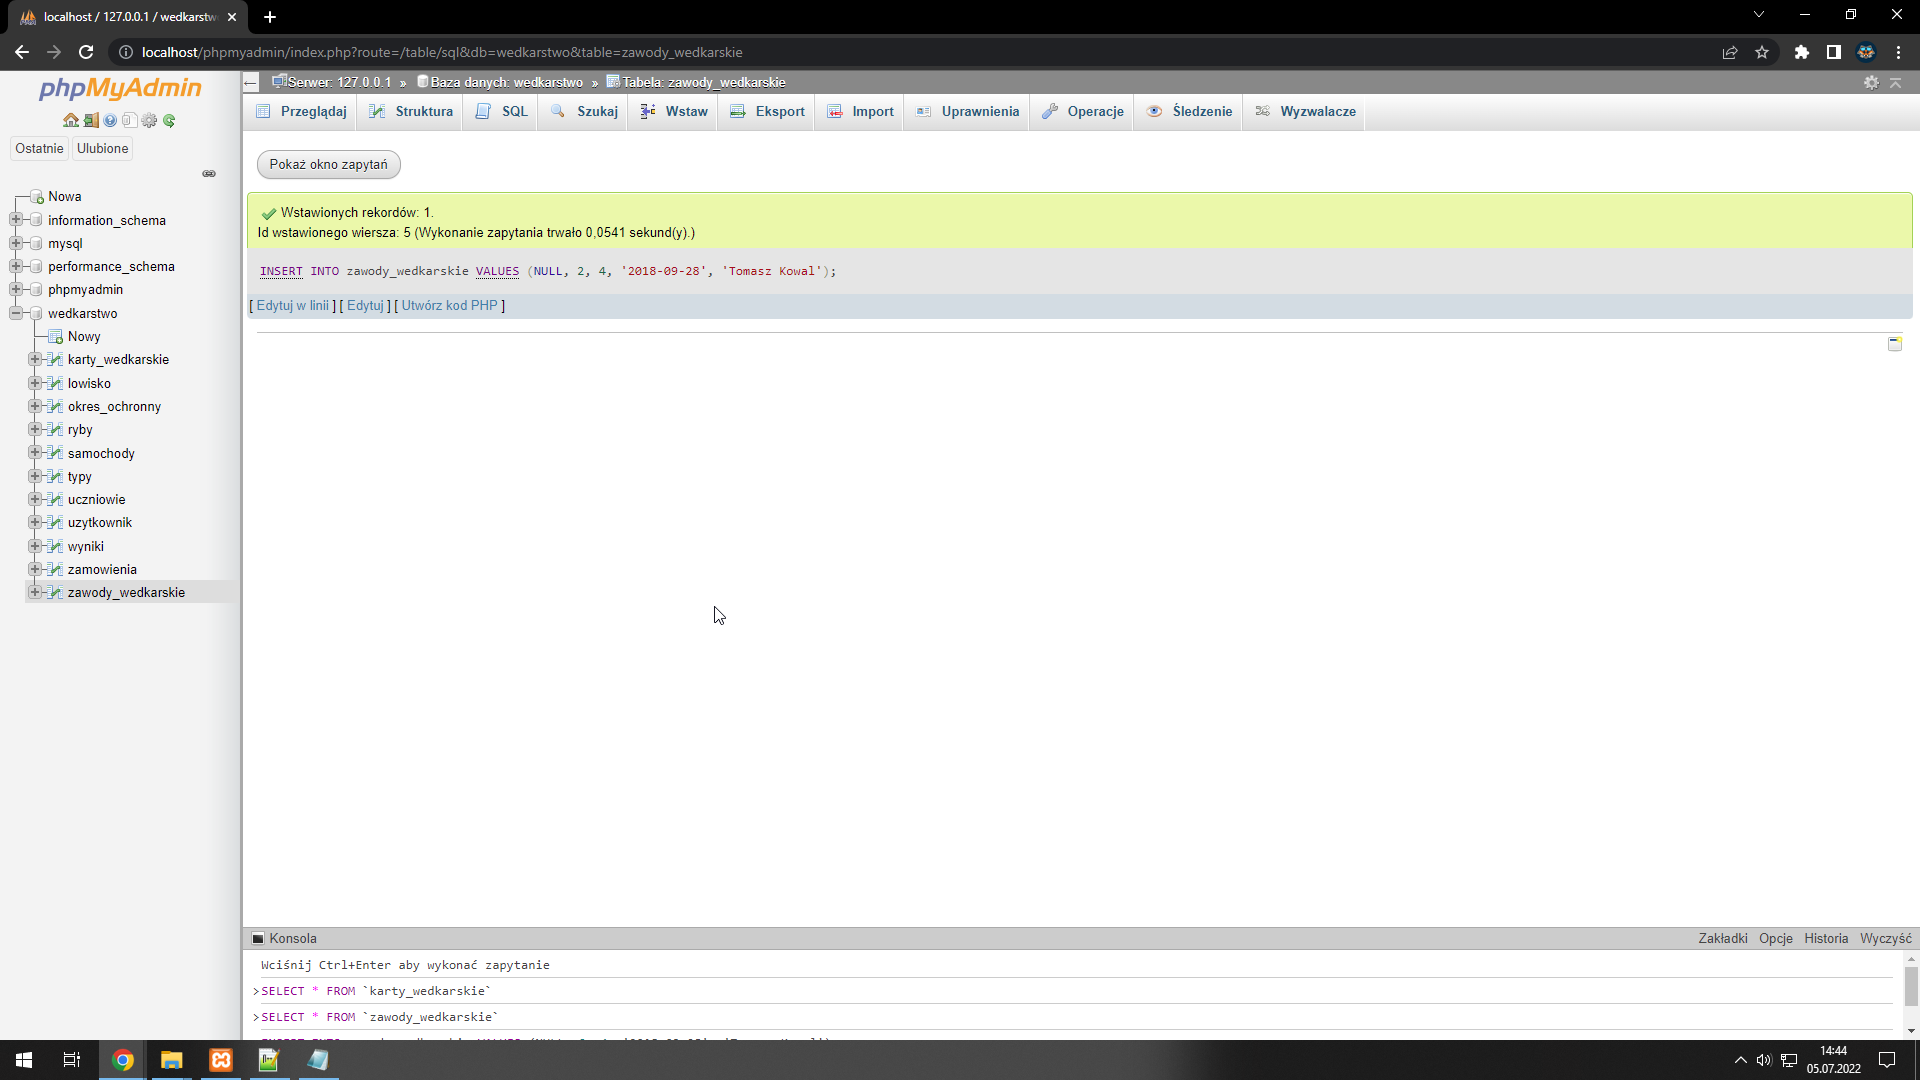 localhost / 127.0.0.1 / wedkarstw
localhost/phpmyadmin/index.php?route=/table/sql&db=wedkarstwo&table=zawody_wedkarskie
phpMyAdmin
Ostatnie Ulubione
Nowa
information_schema
mysql
performance_schema
phpmyadmin
wedkarstwo
Nowy
karty_wedkarskie
lowisko
okres_ochronny
ryby
samochody
typy
uczniowie
uzytkownik
wyniki
zamowienia
zawody_wedkarskie
Serwer: 127.0.0.1 » Baza danych: wedkarstwo » Tabela: zawody_wedkarskie
Przeglądaj Struktura SQL Szukaj Wstaw Eksport Import Uprawnienia Operacje Śledzenie Wyzwalacze
Pokaż okno zapytań
Wstawionych rekordów: 1.
Id wstawionego wiersza: 5 (Wykonanie zapytania trwało 0,0541 sekund(y).)
INSERT INTO zawody_wedkarskie VALUES (NULL, 2, 4, '2018-09-28', 'Tomasz Kowal');
[ Edytuj w linii ] [ Edytuj ] [ Utwórz kod PHP ]
Konsola Zakładki Opcje Historia Wyczyść
Wciśnij Ctrl+Enter aby wykonać zapytanie
>SELECT * FROM `karty_wedkarskie`
>SELECT * FROM `zawody_wedkarskie`
14:44
05.07.2022